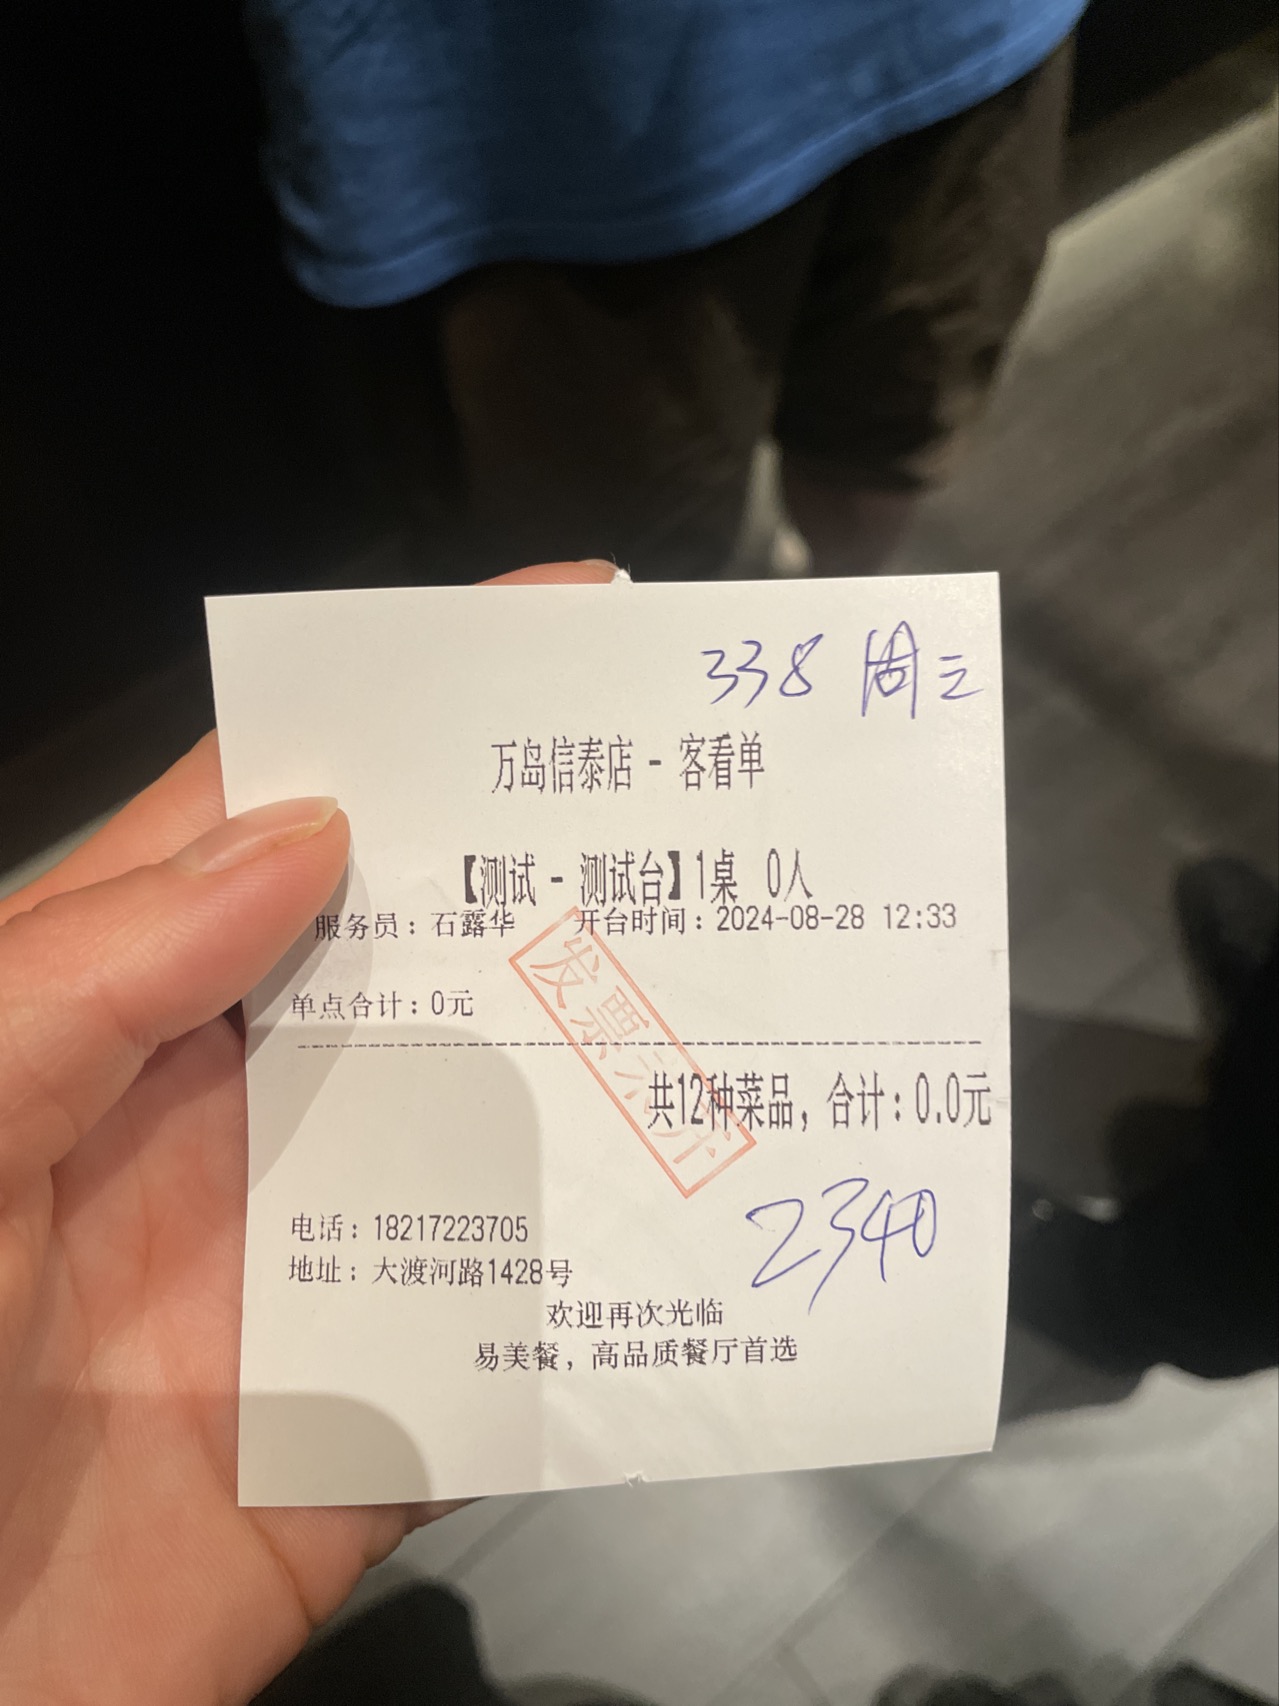 338 周三
万岛信泰店 - 客看单
【测试 - 测试台】1桌 0人
服务员：石露华 开台时间：2024-08-28 12:33
单点合计：0元
共12种菜品，合计：0.0元
发票已开
2340
电话：18217223705
地址：大渡河路1428号
欢迎再次光临
易美餐，高品质餐厅首选